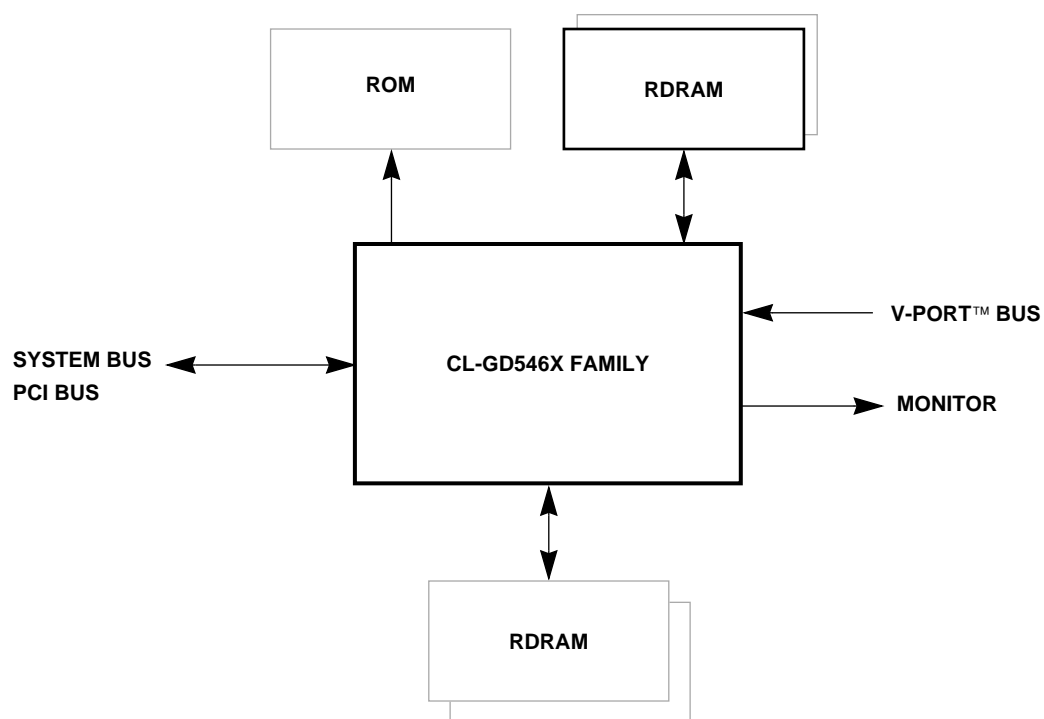 ROM
RDRAM
V-PORT™ BUS
SYSTEM BUS
PCI BUS
CL-GD546X FAMILY
MONITOR
RDRAM